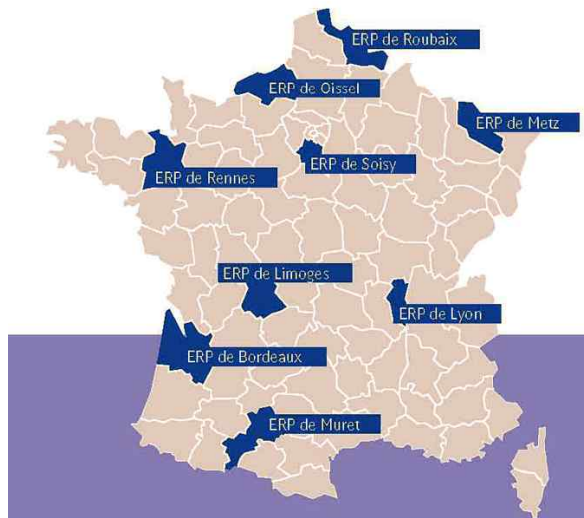 ERP de Roubaix
ERP de Oissel
ERP de Metz
ERP de Soisy
ERP de Rennes
ERP de Limoges
ERP de Lyon
ERP de Bordeaux
ERP de Muret